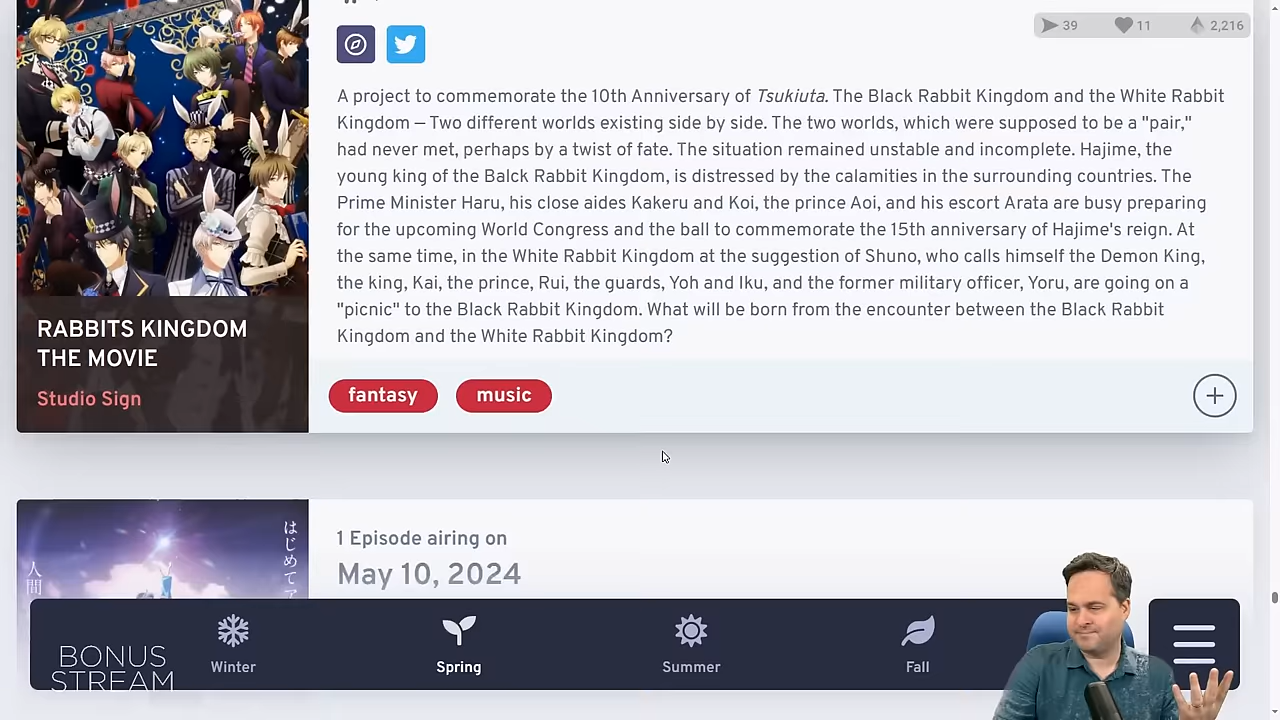 39 11 2,216
A project to commemorate the 10th Anniversary of Tsukiuta. The Black Rabbit Kingdom and the White Rabbit
Kingdom — Two different worlds existing side by side. The two worlds, which were supposed to be a "pair,"
had never met, perhaps by a twist of fate. The situation remained unstable and incomplete. Hajime, the
young king of the Balck Rabbit Kingdom, is distressed by the calamities in the surrounding countries. The
Prime Minister Haru, his close aides Kakeru and Koi, the prince Aoi, and his escort Arata are busy preparing
for the upcoming World Congress and the ball to commemorate the 15th anniversary of Hajime's reign. At
the same time, in the White Rabbit Kingdom at the suggestion of Shuno, who calls himself the Demon King,
the king, Kai, the prince, Rui, the guards, Yoh and Iku, and the former military officer, Yoru, are going on a
"picnic" to the Black Rabbit Kingdom. What will be born from the encounter between the Black Rabbit
Kingdom and the White Rabbit Kingdom?
RABBITS KINGDOM
THE MOVIE
Studio Sign
fantasy music
1 Episode airing on
May 10, 2024
はじめてア
人間
BONUS
STREAM
Winter Spring Summer Fall